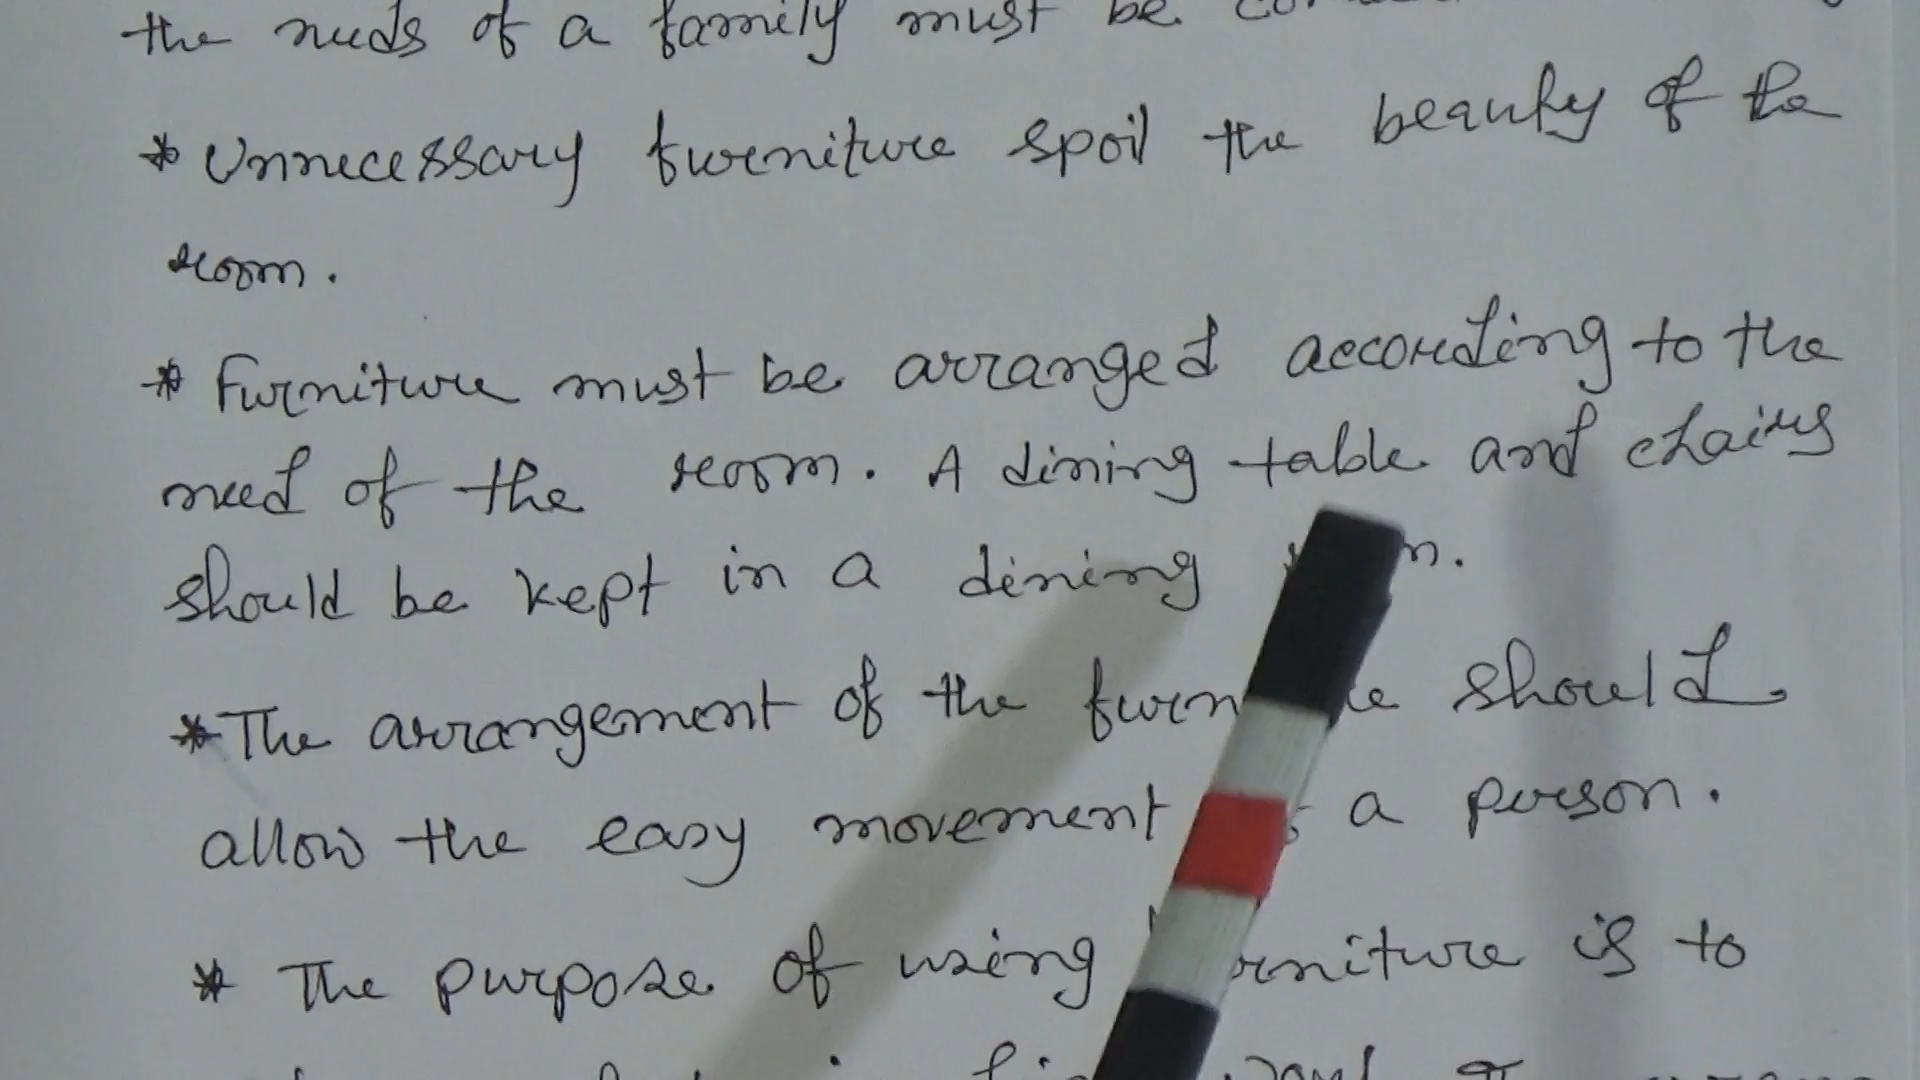 the needs of a family must be
* Unnecessary furniture spoil the beauty of the
room.
* Furniture must be arranged according to the
need of the room. A dining table and chairs
should be kept in a dining
* The arrangement of the should
allow the easy movement a person.
* The purpose of using furniture is to